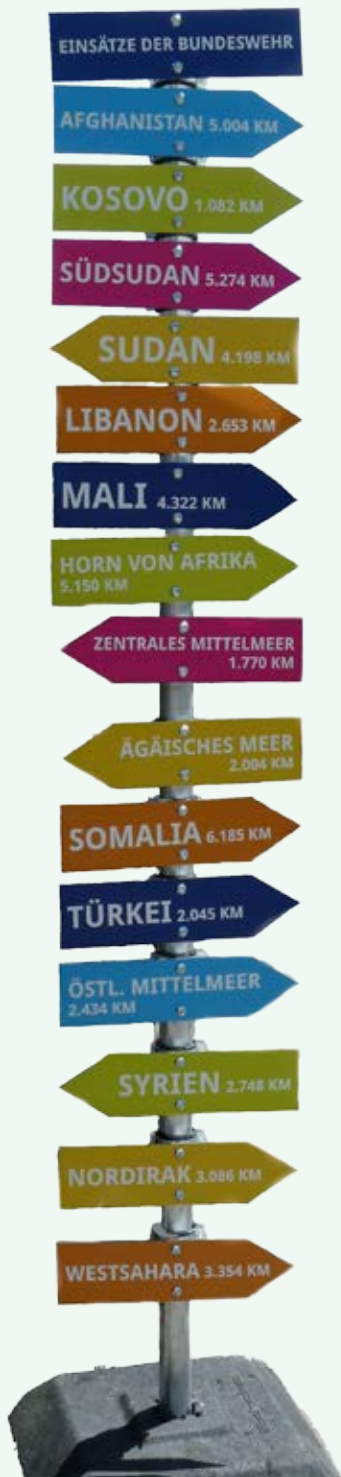 EINSÄTZE DER BUNDESWEHR
AFGHANISTAN 5.004 KM
KOSOVO 1.082 KM
SÜDSUDAN 5.274 KM
SUDAN 4.198 KM
LIBANON 2.653 KM
MALI 4.322 KM
HORN VON AFRIKA
5.150 KM
ZENTRALES MITTELMEER
1.770 KM
ÄGÄISCHES MEER
2.004 KM
SOMALIA 6.185 KM
TÜRKEI 2.045 KM
ÖSTL. MITTELMEER
2.434 KM
SYRIEN 2.748 KM
NORDIRAK 3.086 KM
WESTSAHARA 3.354 KM